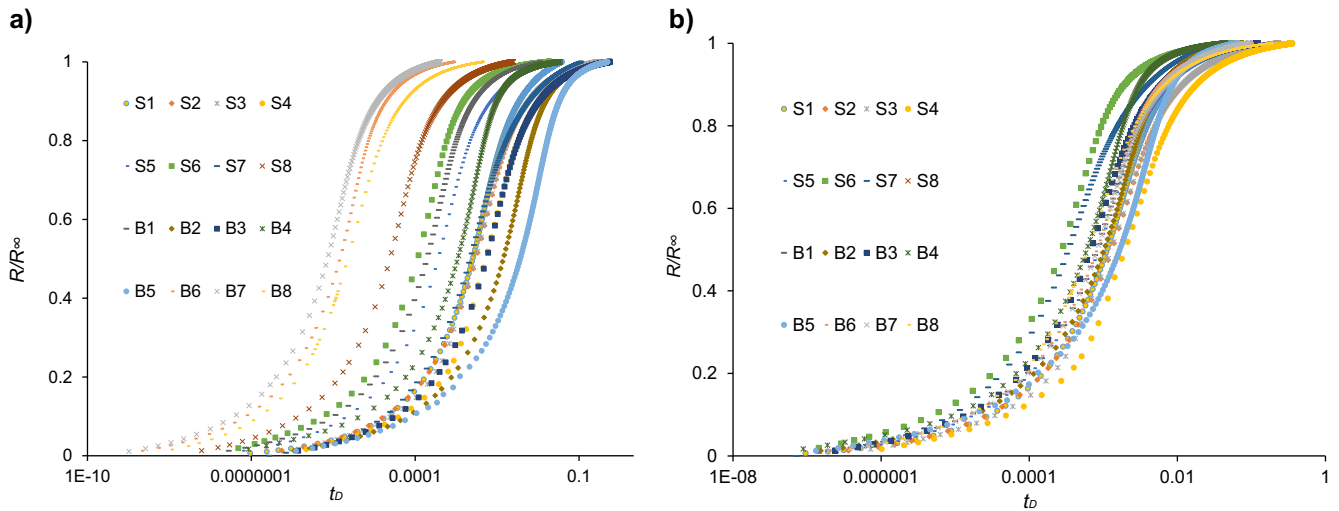 a)
1
0.8
0.6
0.4
0.2
0
R/R∞
S1 S2 S3 S4
S5 S6 S7 S8
B1 B2 B3 B4
B5 B6 B7 B8
1E-10 0.0000001 0.0001 0.1
tD
b)
1
0.8
0.6
0.4
0.2
0
R/R∞
S1 S2 S3 S4
S5 S6 S7 S8
B1 B2 B3 B4
B5 B6 B7 B8
1E-08 0.000001 0.0001 0.01 1
tD